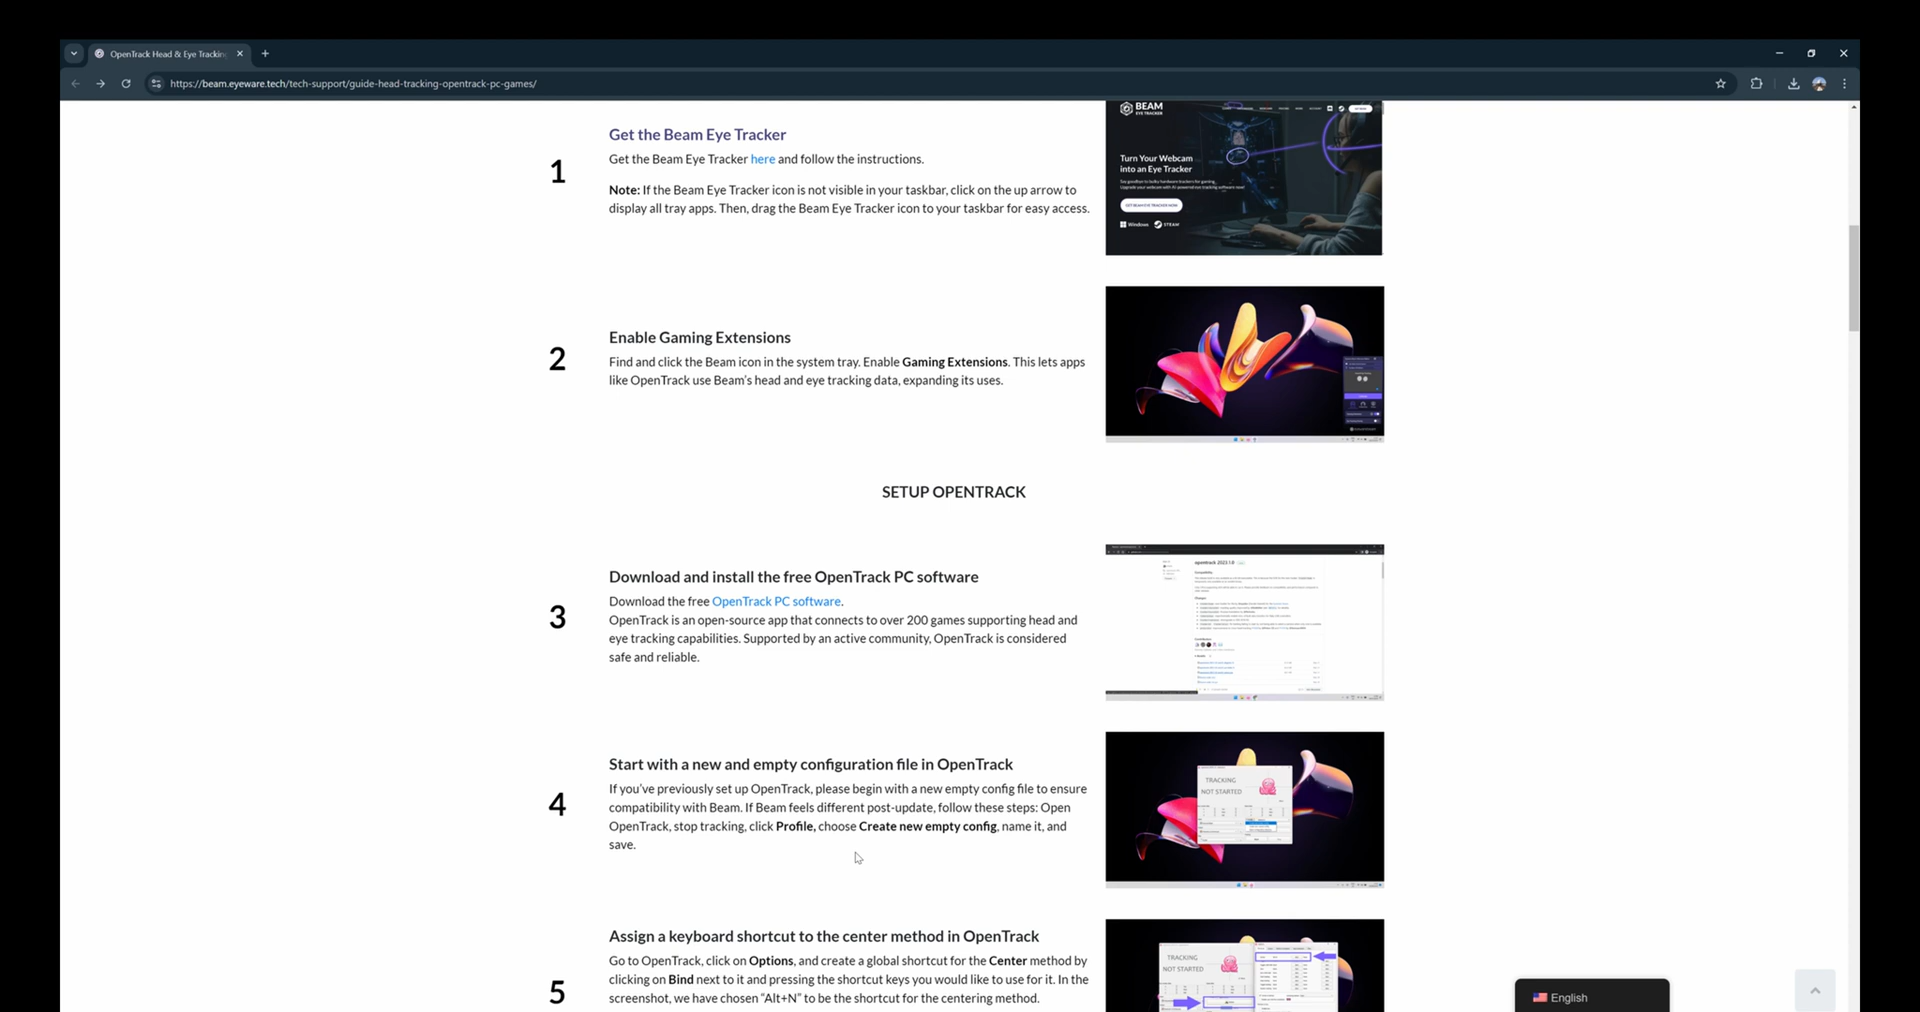 OpenTrack Head & Eye Trackin
https://beam.eyeware.tech/tech-support/guide-head-tracking-opentrack-pc-games/
1
Get the Beam Eye Tracker
Get the Beam Eye Tracker here and follow the instructions.
Note: If the Beam Eye Tracker icon is not visible in your taskbar, click on the up arrow to
display all tray apps. Then, drag the Beam Eye Tracker icon to your taskbar for easy access.
BEAM
EYE TRACKER
Turn Your Webcam
into an Eye Tracker
GET BEAM EYE TRACKER NOW
Windows STEAM
2
Enable Gaming Extensions
Find and click the Beam icon in the system tray. Enable Gaming Extensions. This lets apps
like OpenTrack use Beam's head and eye tracking data, expanding its uses.
SETUP OPENTRACK
3
Download and install the free OpenTrack PC software
Download the free OpenTrack PC software.
OpenTrack is an open-source app that connects to over 200 games supporting head and
eye tracking capabilities. Supported by an active community, OpenTrack is considered
safe and reliable.
opentrack 2023.1.0
4
Start with a new and empty configuration file in OpenTrack
If you've previously set up OpenTrack, please begin with a new empty config file to ensure
compatibility with Beam. If Beam feels different post-update, follow these steps: Open
OpenTrack, stop tracking, click Profile, choose Create new empty config, name it, and
save.
TRACKING
NOT STARTED
5
Assign a keyboard shortcut to the center method in OpenTrack
Go to OpenTrack, click on Options, and create a global shortcut for the Center method by
clicking on Bind next to it and pressing the shortcut keys you would like to use for it. In the
screenshot, we have chosen “Alt+N” to be the shortcut for the centering method.
TRACKING
NOT STARTED
English